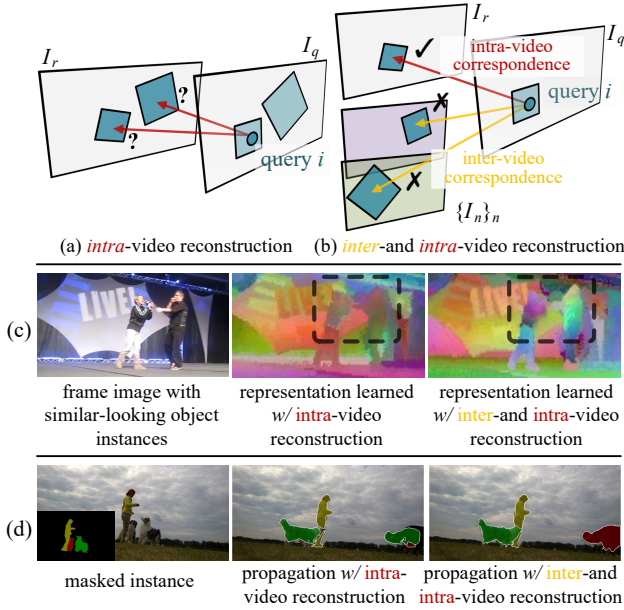 I_r
I_q
?
?
query i
(a) intra-video reconstruction
I_r
I_q
✓
intra-video
correspondence
query i
✗
inter-video
correspondence
✗
{I_n}_n
(b) inter-and intra-video reconstruction
(c)
LIVE!
frame image with
similar-looking object
instances
representation learned
w/ intra-video
reconstruction
representation learned
w/ inter-and intra-video
reconstruction
(d)
masked instance
propagation w/ intra-
video reconstruction
propagation w/ inter-and
intra-video reconstruction